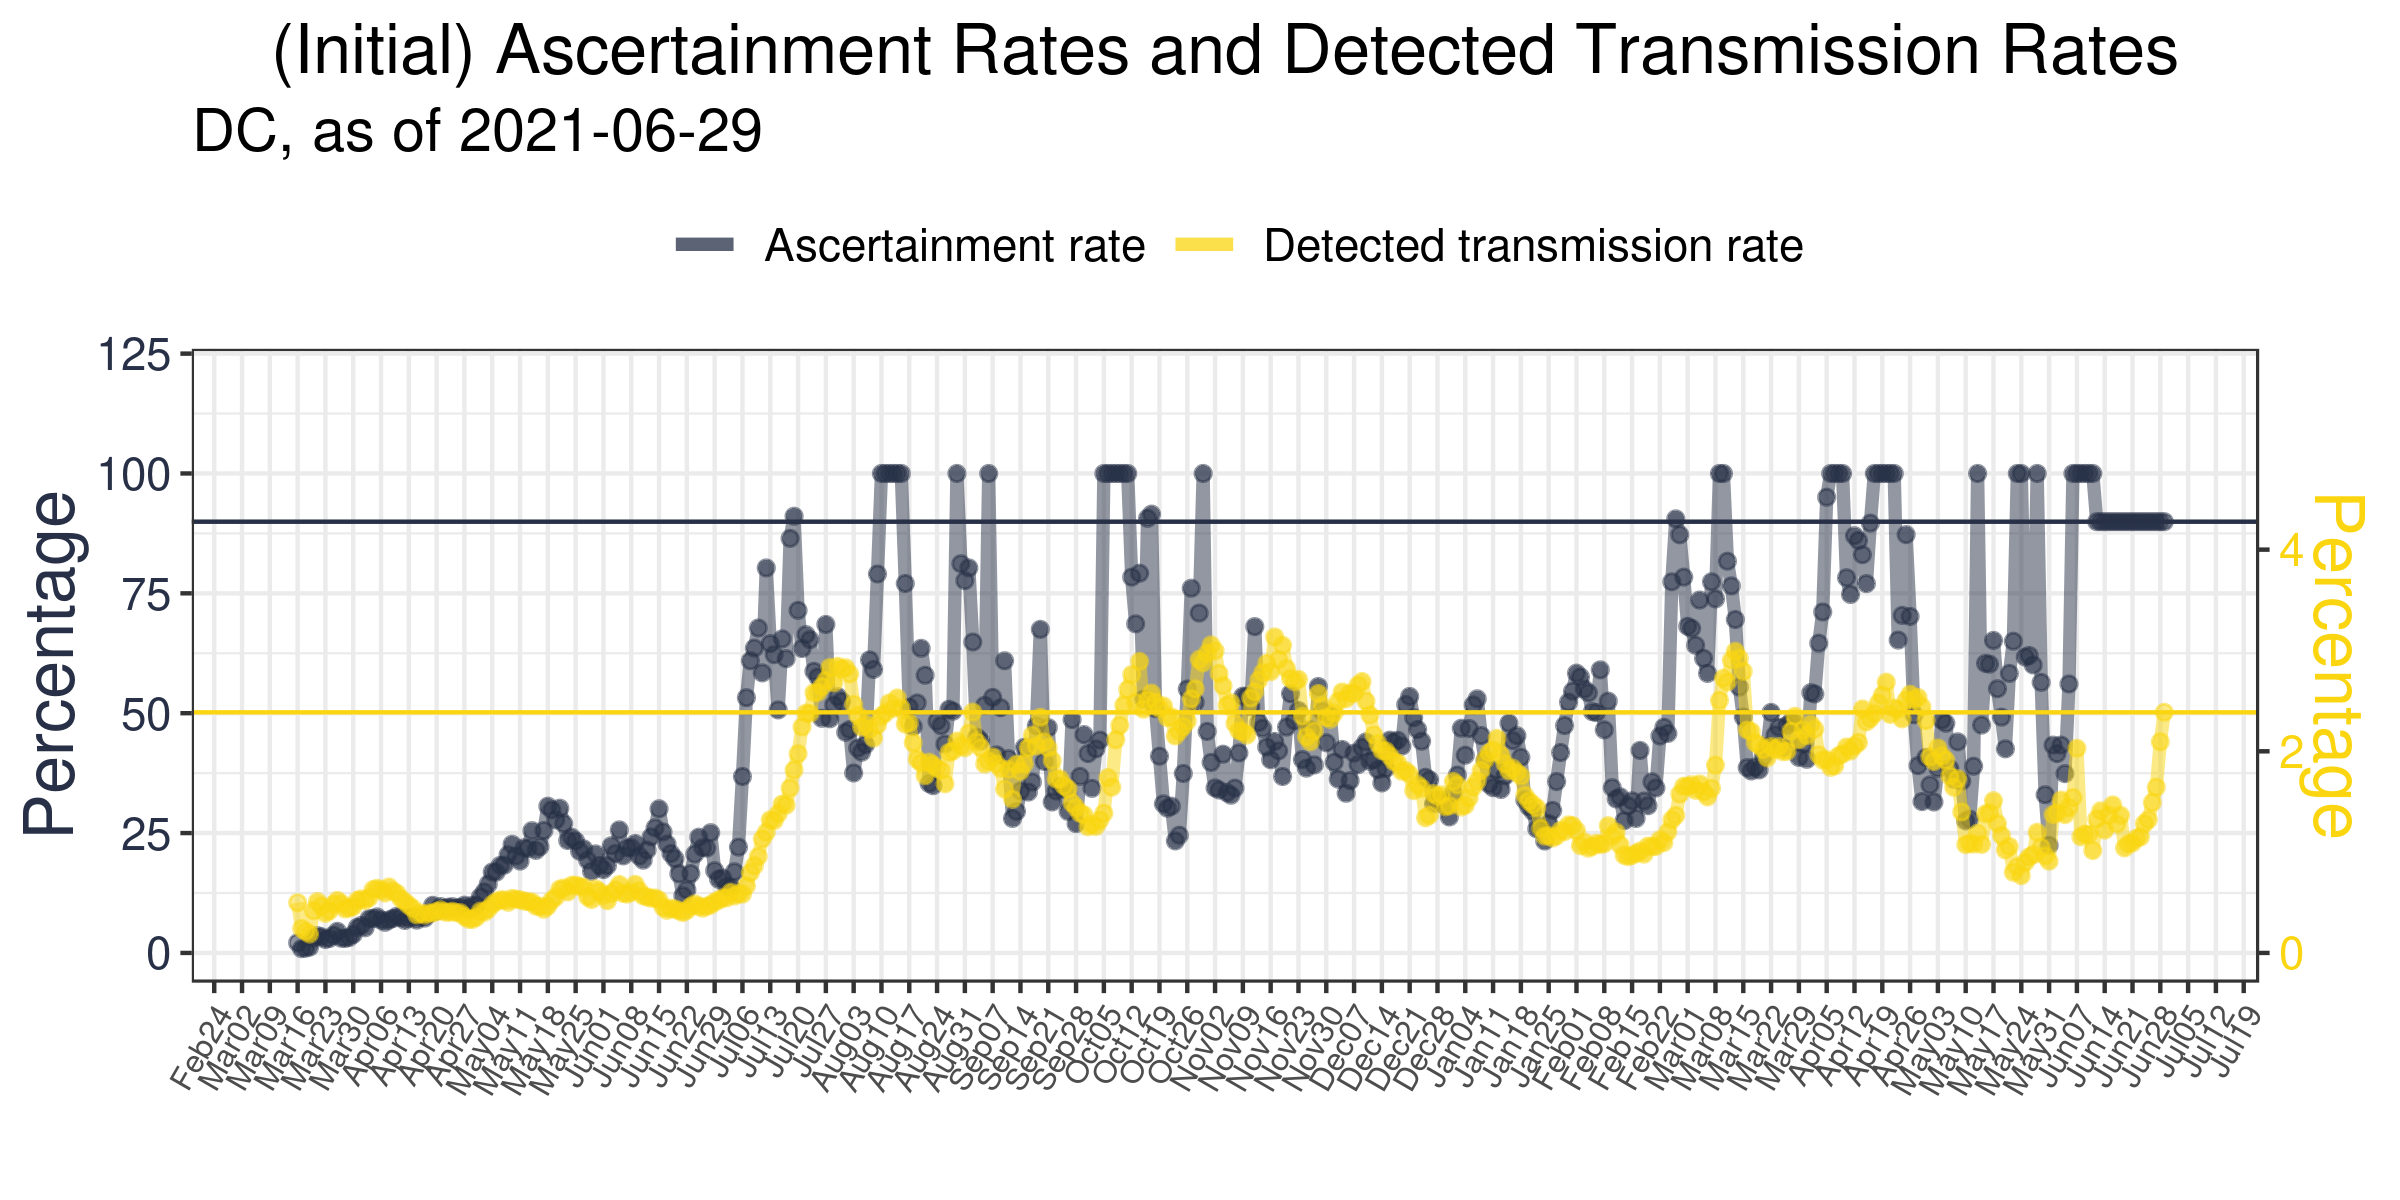 (Initial) Ascertainment Rates and Detected Transmission Rates
DC, as of 2021-06-29
Ascertainment rate
Detected transmission rate
125
100
75
50
25
0
Percentage
4
2
0
Percentage
Feb24
Mar02
Mar09
Mar16
Mar23
Mar30
Apr06
Apr13
Apr20
Apr27
May04
May11
May18
May25
Jun01
Jun08
Jun15
Jun22
Jun29
Jul06
Jul13
Jul20
Jul27
Aug03
Aug10
Aug17
Aug24
Aug31
Sep07
Sep14
Sep21
Sep28
Oct05
Oct12
Oct19
Oct26
Nov02
Nov09
Nov16
Nov23
Nov30
Dec07
Dec14
Dec21
Dec28
Jan04
Jan11
Jan18
Jan25
Feb01
Feb08
Feb15
Feb22
Mar01
Mar08
Mar15
Mar22
Mar29
Apr05
Apr12
Apr19
Apr26
May03
May10
May17
May24
May31
Jun07
Jun14
Jun21
Jun28
Jul05
Jul12
Jul19